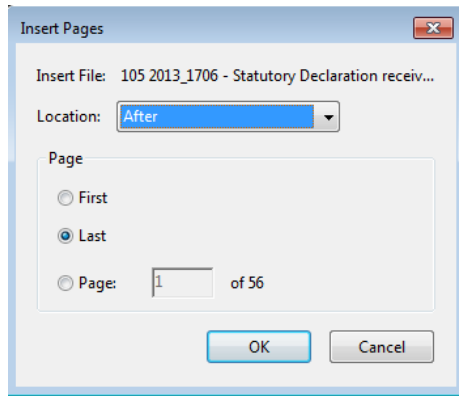 Insert Pages
Insert File: 105 2013_1706 - Statutory Declaration receiv...
Location: After
Page
First
Last
Page: 1 of 56
OK Cancel